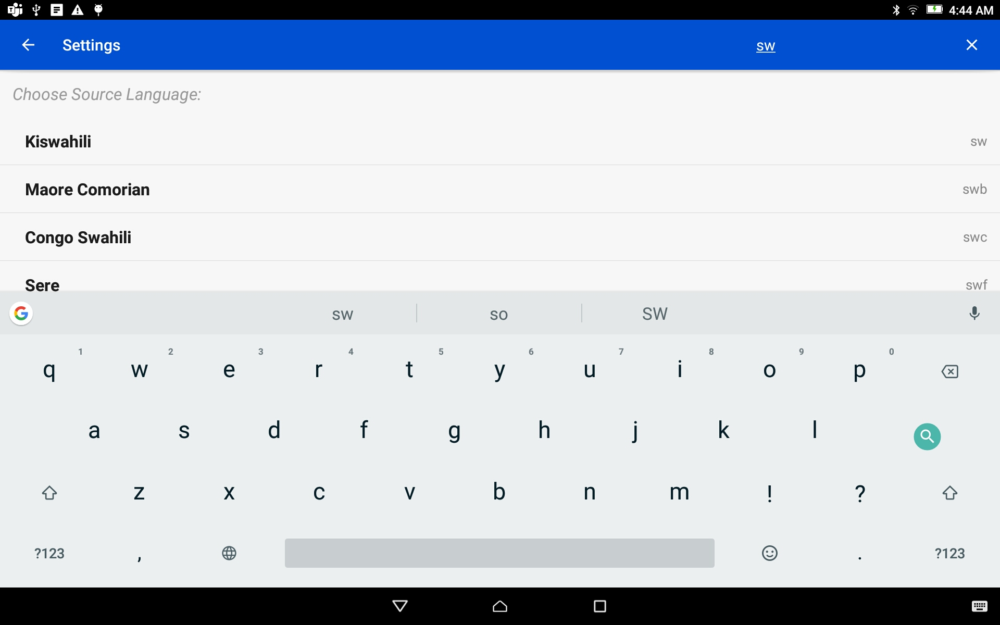 4:44 AM
Settings
sw
Choose Source Language:
Kiswahili sw
Maore Comorian swb
Congo Swahili swc
Sere swf
sw so SW
1 2 3 4 5 6 7 8 9 0
q w e r t y u i o p
a s d f g h j k l
z x c v b n m ! ?
?123 , . ?123